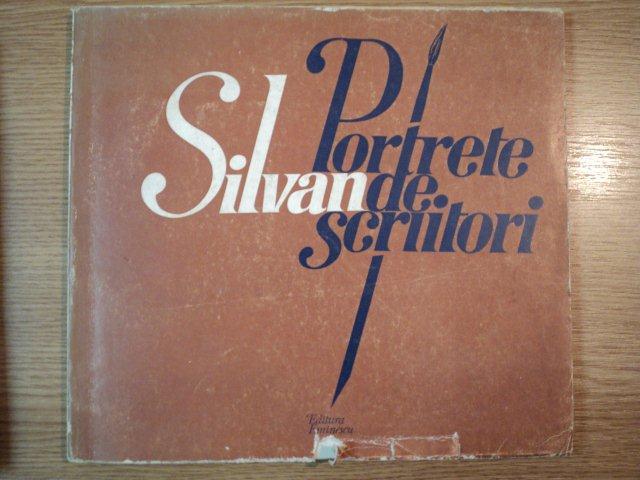 Silvan
Portrete
de
scriitori
Editura
Eminescu